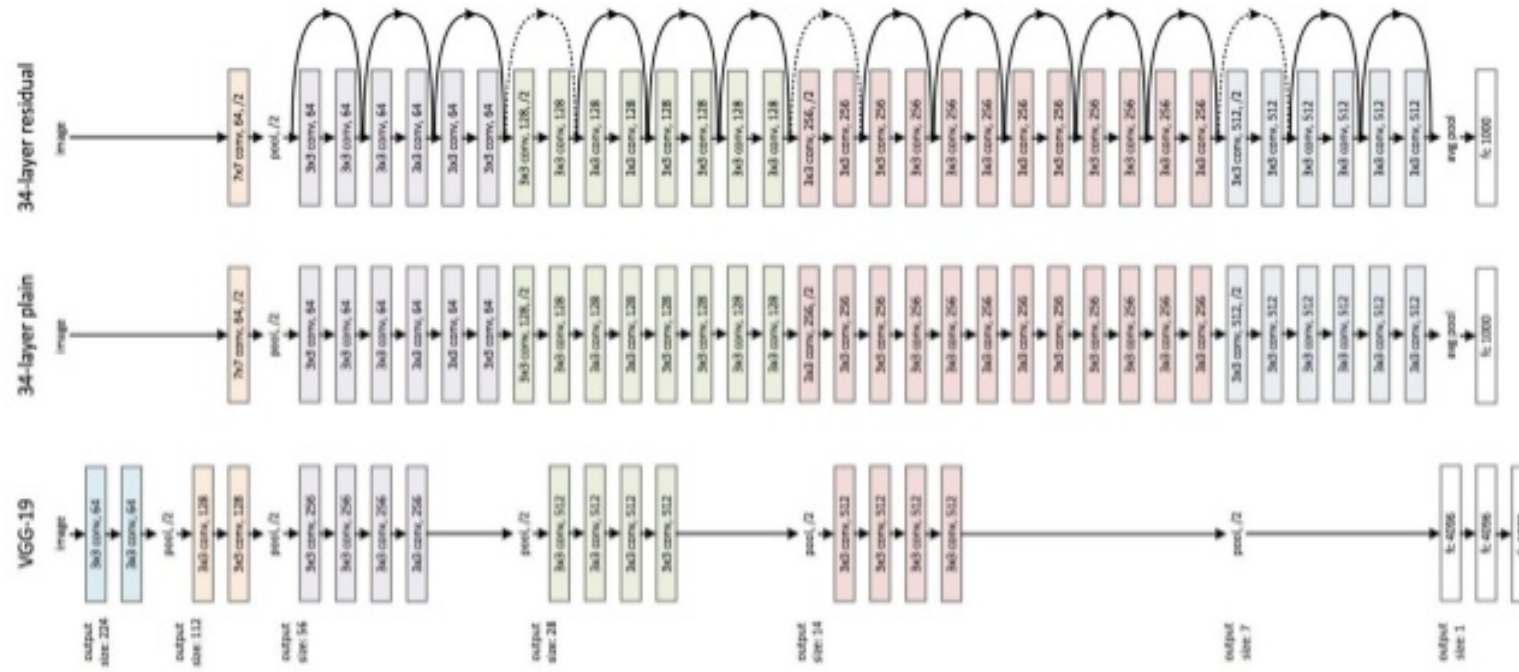 output
size: 224
output
size: 112
output
size: 56
output
size: 28
output
size: 14
output
size: 7
output
size: 1
VGG-19
image
3x3 conv, 64
3x3 conv, 64
pool, /2
3x3 conv, 128
3x3 conv, 128
pool, /2
3x3 conv, 256
3x3 conv, 256
3x3 conv, 256
3x3 conv, 256
pool, /2
3x3 conv, 512
3x3 conv, 512
3x3 conv, 512
3x3 conv, 512
pool, /2
3x3 conv, 512
3x3 conv, 512
3x3 conv, 512
3x3 conv, 512
pool, /2
fc 4096
fc 4096
34-layer plain
image
7x7 conv, 64, /2
pool, /2
3x3 conv, 64
3x3 conv, 64
3x3 conv, 64
3x3 conv, 64
3x3 conv, 64
3x3 conv, 64
3x3 conv, 128, /2
3x3 conv, 128
3x3 conv, 128
3x3 conv, 128
3x3 conv, 128
3x3 conv, 128
3x3 conv, 128
3x3 conv, 128
3x3 conv, 256, /2
3x3 conv, 256
3x3 conv, 256
3x3 conv, 256
3x3 conv, 256
3x3 conv, 256
3x3 conv, 256
3x3 conv, 256
3x3 conv, 256
3x3 conv, 256
3x3 conv, 256
3x3 conv, 256
3x3 conv, 512, /2
3x3 conv, 512
3x3 conv, 512
3x3 conv, 512
3x3 conv, 512
3x3 conv, 512
avg pool
fc 1000
34-layer residual
image
7x7 conv, 64, /2
pool, /2
3x3 conv, 64
3x3 conv, 64
3x3 conv, 64
3x3 conv, 64
3x3 conv, 64
3x3 conv, 64
3x3 conv, 128, /2
3x3 conv, 128
3x3 conv, 128
3x3 conv, 128
3x3 conv, 128
3x3 conv, 128
3x3 conv, 128
3x3 conv, 128
3x3 conv, 256, /2
3x3 conv, 256
3x3 conv, 256
3x3 conv, 256
3x3 conv, 256
3x3 conv, 256
3x3 conv, 256
3x3 conv, 256
3x3 conv, 256
3x3 conv, 256
3x3 conv, 256
3x3 conv, 256
3x3 conv, 512, /2
3x3 conv, 512
3x3 conv, 512
3x3 conv, 512
3x3 conv, 512
3x3 conv, 512
avg pool
fc 1000